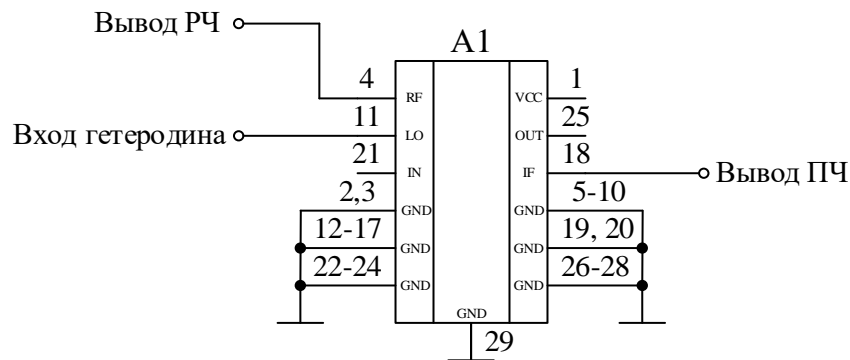 Вывод РЧ
A1
4 RF VCC 1
Вход гетеродина 11 LO OUT 25
21 IN IF 18 Вывод ПЧ
2,3 GND GND 5-10
12-17 GND GND 19, 20
22-24 GND GND 26-28
GND
29